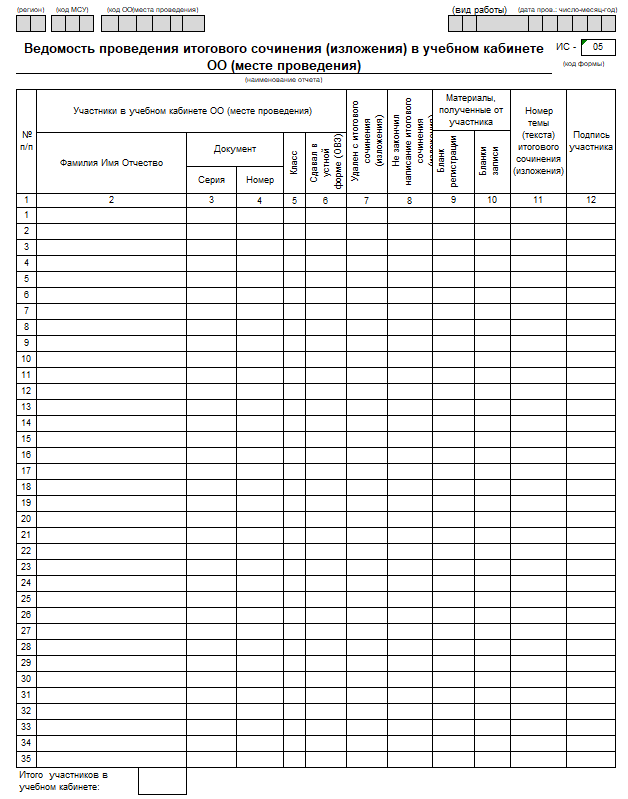 (регион) (код МСУ) (код ОО(места проведения) (вид работы) (дата пров.: число-месяц-год)
Ведомость проведения итогового сочинения (изложения) в учебном кабинете
ОО (месте проведения)
ИС - 05
(наименование отчета)
(код формы)
№
п/п
Участники в учебном кабинете ОО (месте проведения)
Фамилия Имя Отчество
Документ
Серия
Номер
Класс
Сдавал в
устной
форме (ОВЗ)
Удален с итогового
сочинения
(изложения)
Не закончил
написание итогового
сочинения
(изложения)
Материалы,
полученные от
участника
Бланк
регистрации
Бланки
записи
Номер
темы
(текста)
итогового
сочинения
(изложения)
Подпись
участника
1 2 3 4 5 6 7 8 9 10 11 12
1
2
3
4
5
6
7
8
9
10
11
12
13
14
15
16
17
18
19
20
21
22
23
24
25
26
27
28
29
30
31
32
33
34
35
Итого участников в
учебном кабинете: